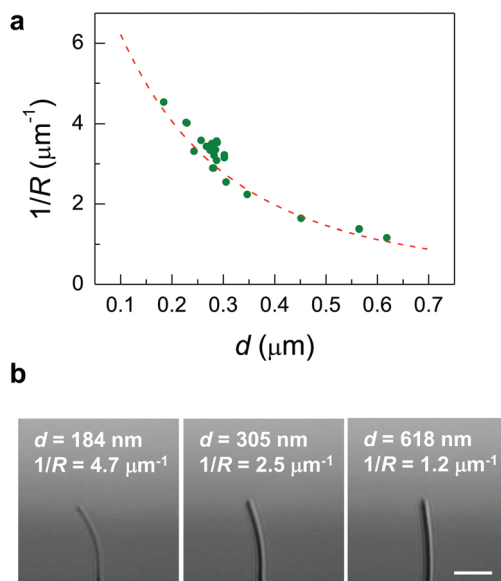 a
6
4
2
0
1/R (μm⁻¹)
0.1 0.2 0.3 0.4 0.5 0.6 0.7
d (μm)
b
d = 184 nm
1/R = 4.7 μm⁻¹
d = 305 nm
1/R = 2.5 μm⁻¹
d = 618 nm
1/R = 1.2 μm⁻¹